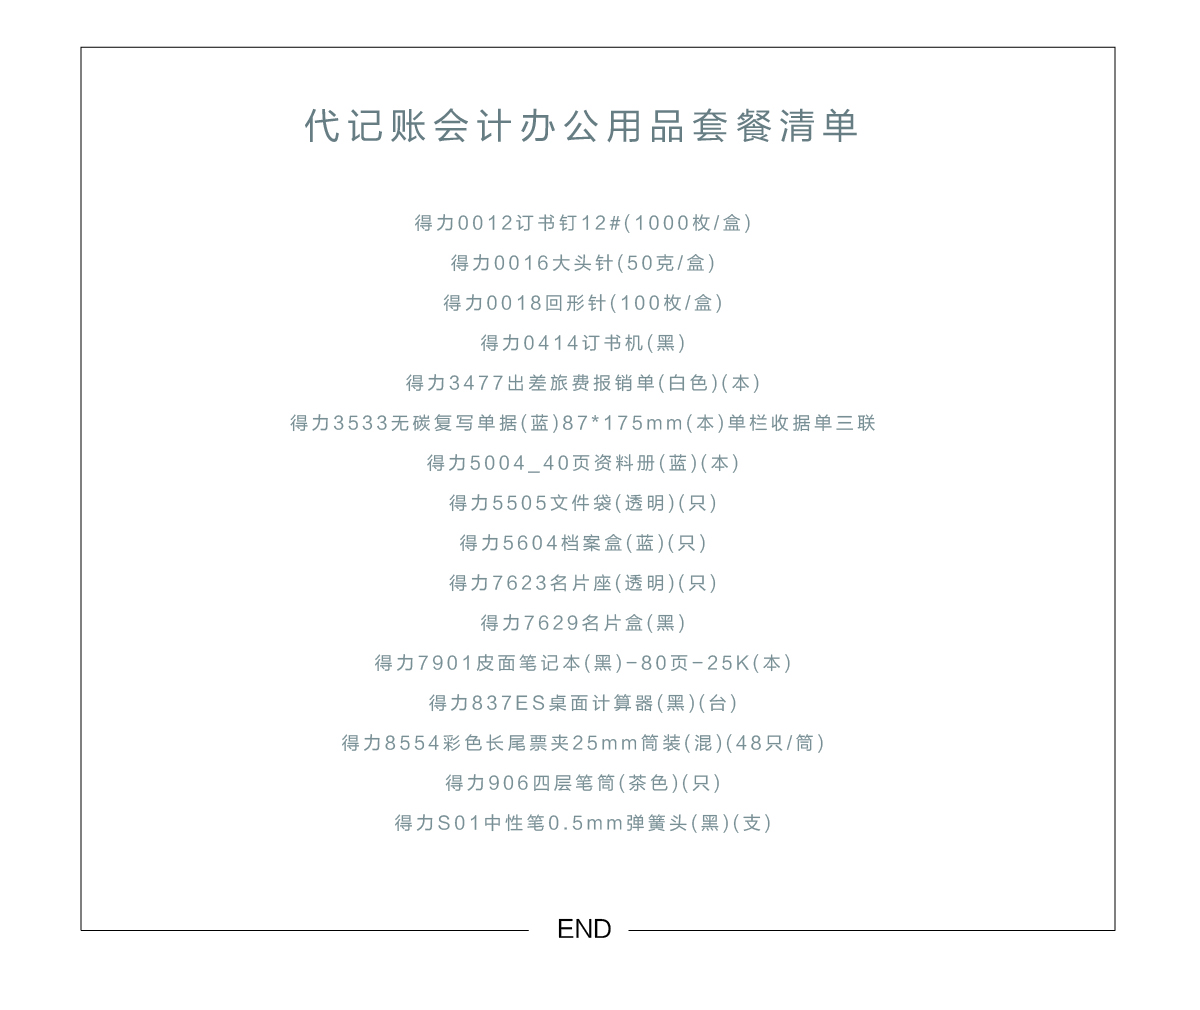 代记账会计办公用品套餐清单
得力0012订书钉12#(1000枚/盒)
得力0016大头针(50克/盒)
得力0018回形针(100枚/盒)
得力0414订书机(黑)
得力3477出差旅费报销单(白色)(本)
得力3533无碳复写单据(蓝)87*175mm(本)单栏收据单三联
得力5004_40页资料册(蓝)(本)
得力5505文件袋(透明)(只)
得力5604档案盒(蓝)(只)
得力7623名片座(透明)(只)
得力7629名片盒(黑)
得力7901皮面笔记本(黑)-80页-25K(本)
得力837ES桌面计算器(黑)(台)
得力8554彩色长尾票夹25mm筒装(混)(48只/筒)
得力906四层笔筒(茶色)(只)
得力S01中性笔0.5mm弹簧头(黑)(支)
END